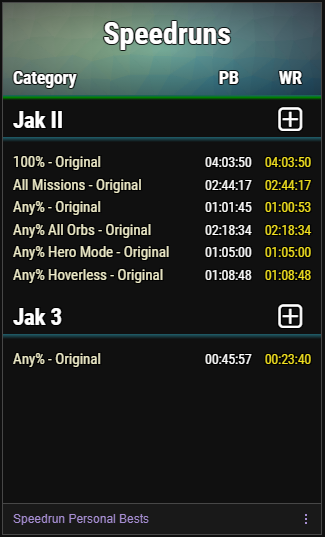 Speedruns
Category PB WR
Jak II
100% - Original 04:03:50 04:03:50
All Missions - Original 02:44:17 02:44:17
Any% - Original 01:01:45 01:00:53
Any% All Orbs - Original 02:18:34 02:18:34
Any% Hero Mode - Original 01:05:00 01:05:00
Any% Hoverless - Original 01:08:48 01:08:48
Jak 3
Any% - Original 00:45:57 00:23:40
Speedrun Personal Bests